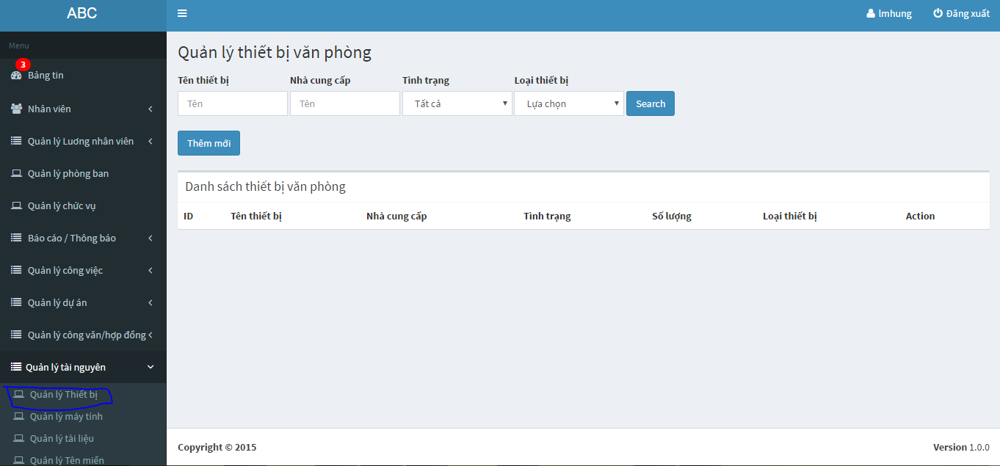 ABC
lmhung Đăng xuất
Menu
3
Bảng tin
Nhân viên
Quản lý Lương nhân viên
Quản lý phòng ban
Quản lý chức vụ
Báo cáo / Thông báo
Quản lý công việc
Quản lý dự án
Quản lý công văn/hợp đồng
Quản lý tài nguyên
Quản lý Thiết bị
Quản lý máy tính
Quản lý tài liệu
Quản lý Tên miền
Quản lý thiết bị văn phòng
Tên thiết bị Nhà cung cấp Tình trạng Loại thiết bị
Tên Tên Tất cả Lựa chọn Search
Thêm mới
Danh sách thiết bị văn phòng
ID Tên thiết bị Nhà cung cấp Tình trạng Số lượng Loại thiết bị Action
Copyright © 2015 Version 1.0.0